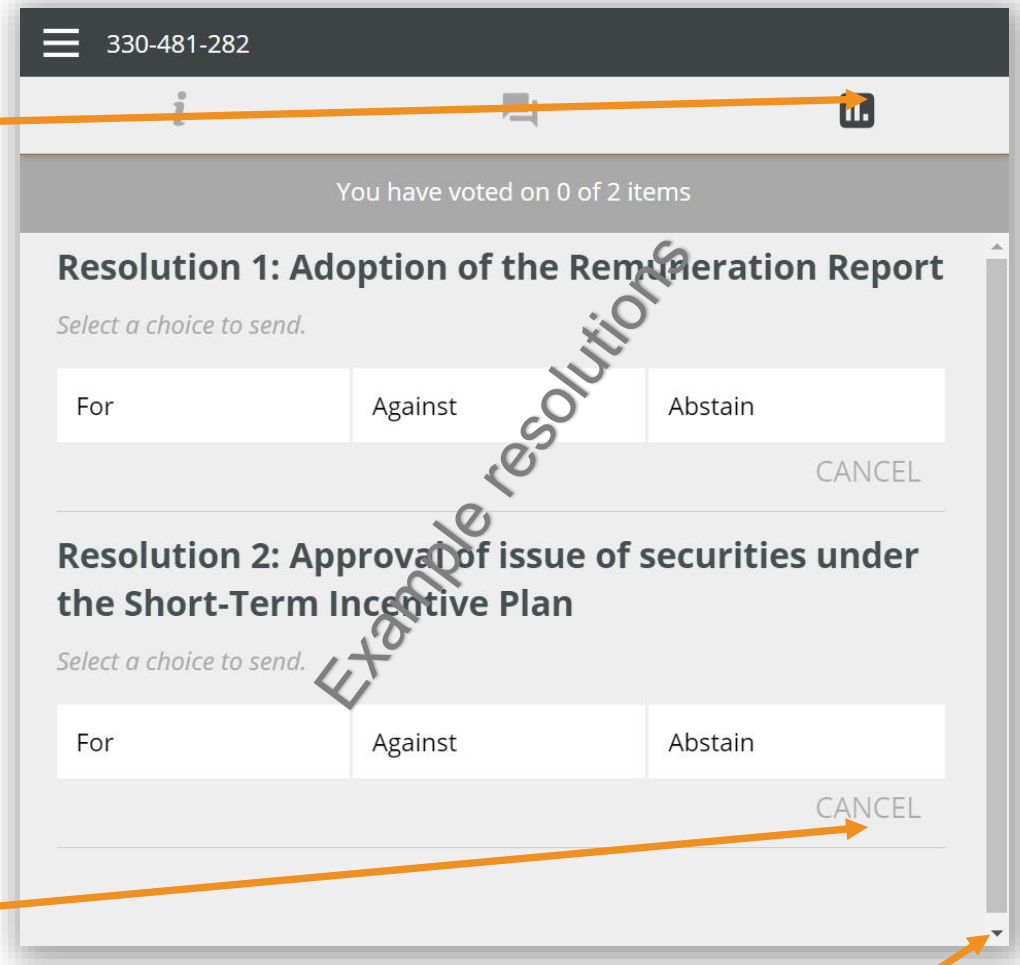 330-481-282
You have voted on 0 of 2 items
Resolution 1: Adoption of the Remuneration Report
Select a choice to send.
For Against Abstain
CANCEL
Resolution 2: Approval of issue of securities under
the Short-Term Incentive Plan
Select a choice to send.
For Against Abstain
CANCEL
Example resolutions